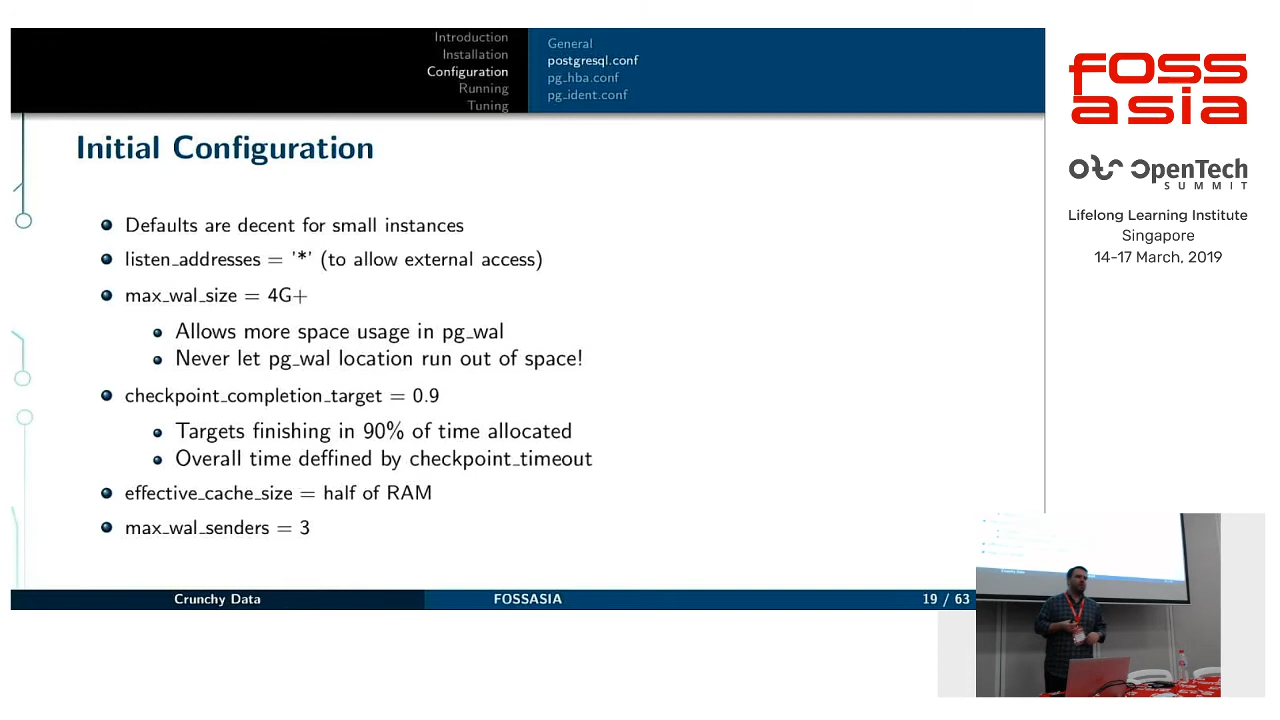 Introduction
Installation
Configuration
Running
Tuning
General
postgresql.conf
pg_hba.conf
pg_ident.conf
Initial Configuration
Defaults are decent for small instances
listen_addresses = '*' (to allow external access)
max_wal_size = 4G+
Allows more space usage in pg_wal
Never let pg_wal location run out of space!
checkpoint_completion_target = 0.9
Targets finishing in 90% of time allocated
Overall time deffined by checkpoint_timeout
effective_cache_size = half of RAM
max_wal_senders = 3
Crunchy Data
FOSSASIA
19 / 63
FOSS
ASIA
OpenTech
SUMMIT
Lifelong Learning Institute
Singapore
14-17 March, 2019